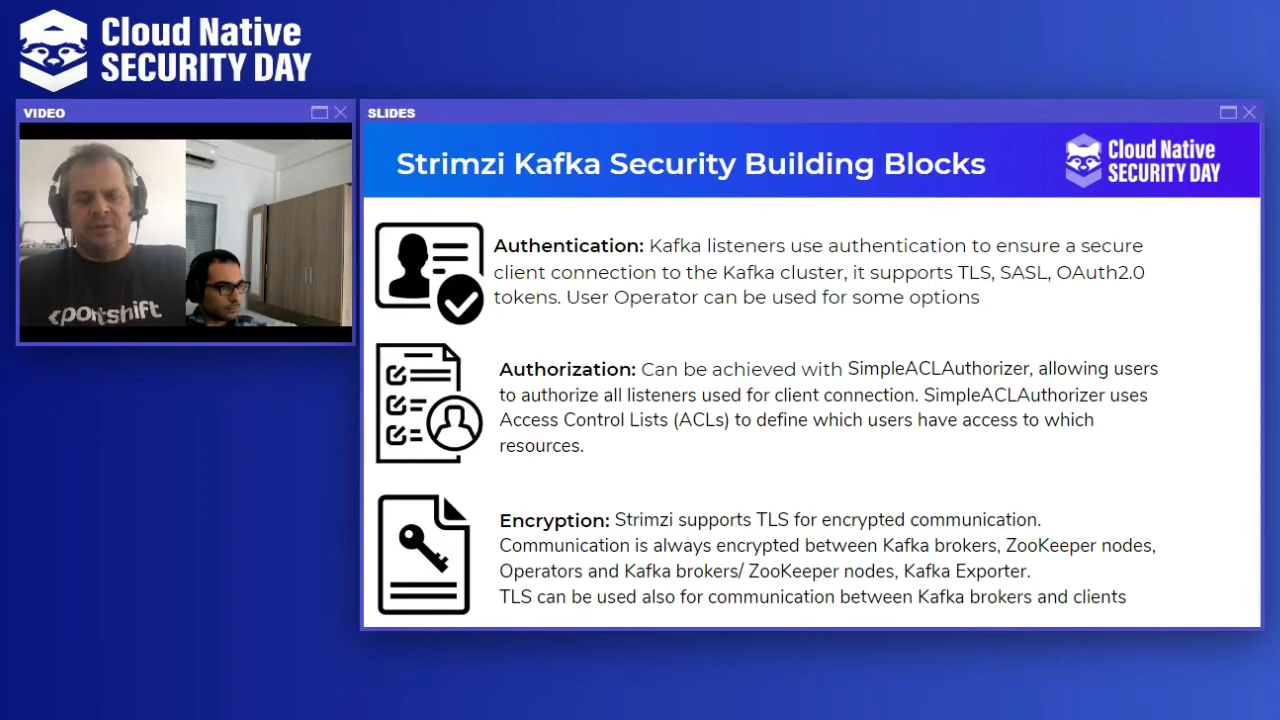 Cloud Native
SECURITY DAY
VIDEO
SLIDES
portshift
Strimzi Kafka Security Building Blocks
Cloud Native
SECURITY DAY
Authentication: Kafka listeners use authentication to ensure a secure
client connection to the Kafka cluster, it supports TLS, SASL, OAuth2.0
tokens. User Operator can be used for some options
Authorization: Can be achieved with SimpleACLAuthorizer, allowing users
to authorize all listeners used for client connection. SimpleACLAuthorizer uses
Access Control Lists (ACLs) to define which users have access to which
resources.
Encryption: Strimzi supports TLS for encrypted communication.
Communication is always encrypted between Kafka brokers, ZooKeeper nodes,
Operators and Kafka brokers/ ZooKeeper nodes, Kafka Exporter.
TLS can be used also for communication between Kafka brokers and clients